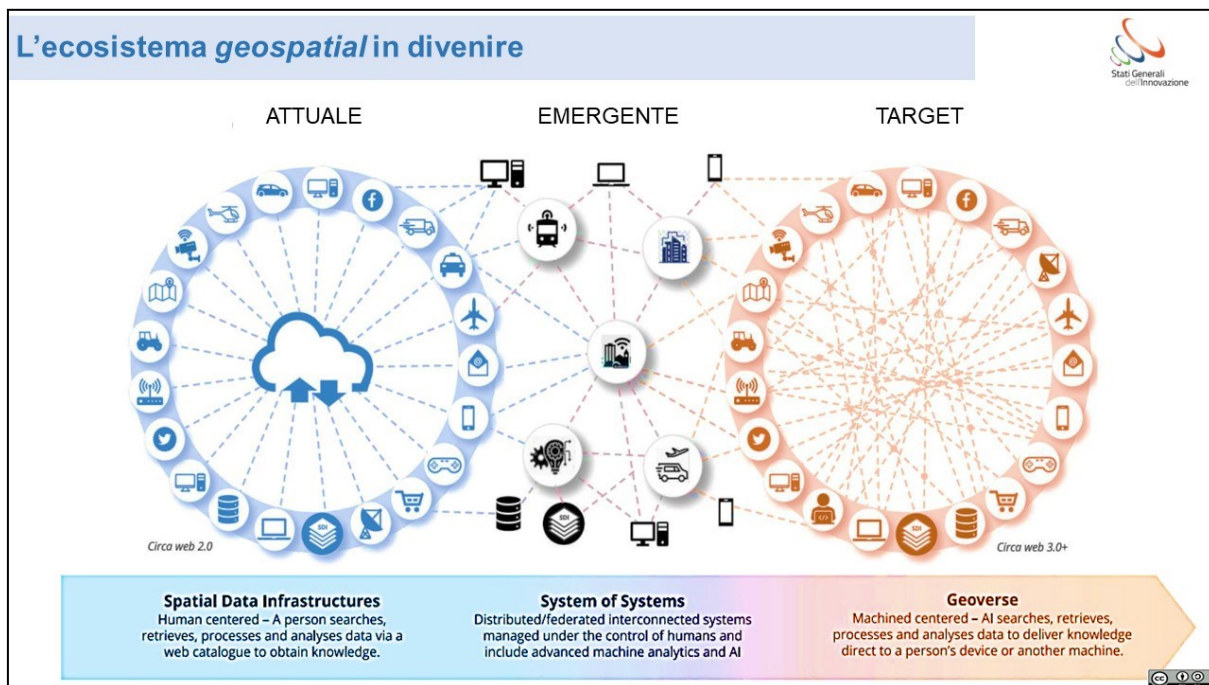 L'ecosistema geospatial in divenire
Stati Generali
dell'Innovazione
ATTUALE
EMERGENTE
TARGET
SDI
SDI
SDI
Circa web 2.0
Circa web 3.0+
Spatial Data Infrastructures
Human centered – A person searches,
retrieves, processes and analyses data via a
web catalogue to obtain knowledge.
System of Systems
Distributed/federated interconnected systems
managed under the control of humans and
include advanced machine analytics and AI
Geoverse
Machined centered – AI searches, retrieves,
processes and analyses data to deliver knowledge
direct to a person's device or another machine.
cc